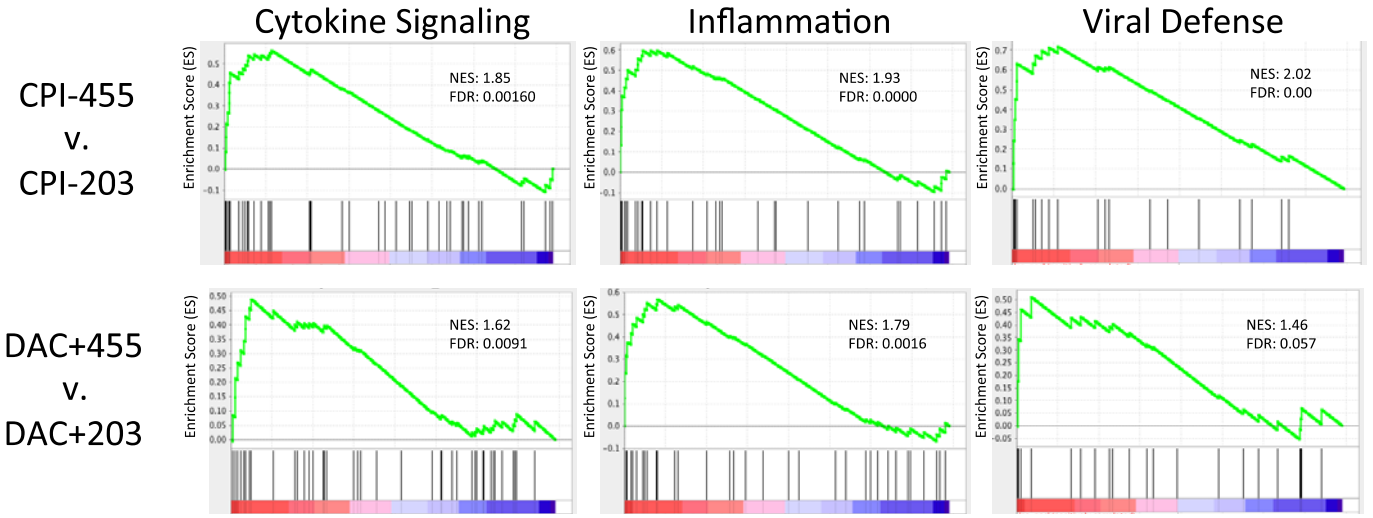 Cytokine Signaling
Inflammation
Viral Defense
CPI-455
v.
CPI-203
Enrichment Score (ES)
0.5
0.4
0.3
0.2
0.1
0.0
-0.1
NES: 1.85
FDR: 0.00160
Enrichment Score (ES)
0.6
0.5
0.4
0.3
0.2
0.1
0.0
-0.1
NES: 1.93
FDR: 0.0000
Enrichment Score (ES)
0.7
0.6
0.5
0.4
0.3
0.2
0.1
0.0
NES: 2.02
FDR: 0.00
DAC+455
v.
DAC+203
Enrichment Score (ES)
0.50
0.45
0.40
0.35
0.30
0.25
0.20
0.15
0.10
0.05
0.00
NES: 1.62
FDR: 0.0091
Enrichment Score (ES)
0.6
0.5
0.4
0.3
0.2
0.1
0.0
-0.1
NES: 1.79
FDR: 0.0016
Enrichment Score (ES)
0.50
0.45
0.40
0.35
0.30
0.25
0.20
0.15
0.10
0.05
0.00
-0.05
NES: 1.46
FDR: 0.057